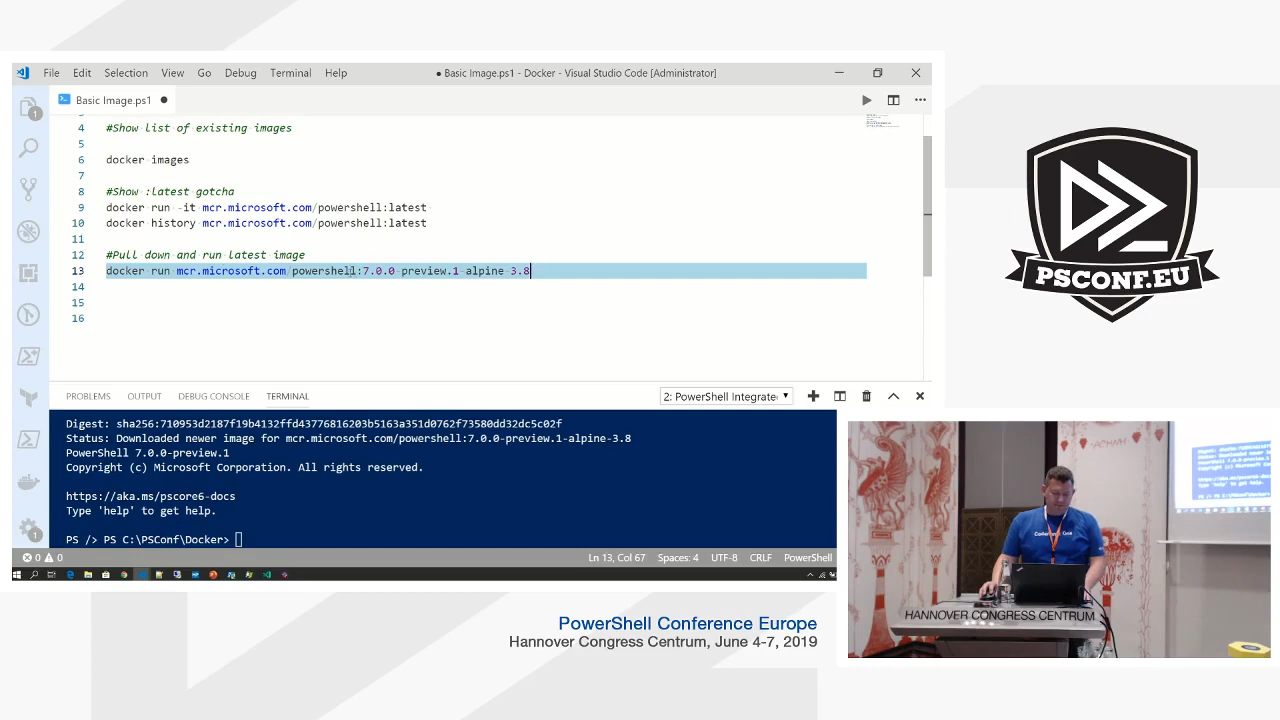 File Edit Selection View Go Debug Terminal Help
● Basic Image.ps1 - Docker - Visual Studio Code [Administrator]
Basic Image.ps1 ●
4 #Show list of existing images
5
6 docker images
7
8 #Show :latest gotcha
9 docker run -it mcr.microsoft.com/powershell:latest
10 docker history mcr.microsoft.com/powershell:latest
11
12 #Pull down and run latest image
13 docker run mcr.microsoft.com/powershell:7.0.0-preview.1-alpine-3.8
14
15
16
PROBLEMS OUTPUT DEBUG CONSOLE TERMINAL
2: PowerShell Integrate
Digest: sha256:710953d2187f19b4132ffd43776816203b5163a351d0762f73580dd32dc5c02f
Status: Downloaded newer image for mcr.microsoft.com/powershell:7.0.0-preview.1-alpine-3.8
PowerShell 7.0.0-preview.1
Copyright (c) Microsoft Corporation. All rights reserved.
https://aka.ms/pscore6-docs
Type 'help' to get help.
PS /> PS C:\PSConf\Docker>
0 0
Ln 13, Col 67 Spaces: 4 UTF-8 CRLF PowerShell
1
1
PSCONF.EU
HANNOVER CONGRESS CENTRUM
PowerShell Conference Europe
Hannover Congress Centrum, June 4-7, 2019